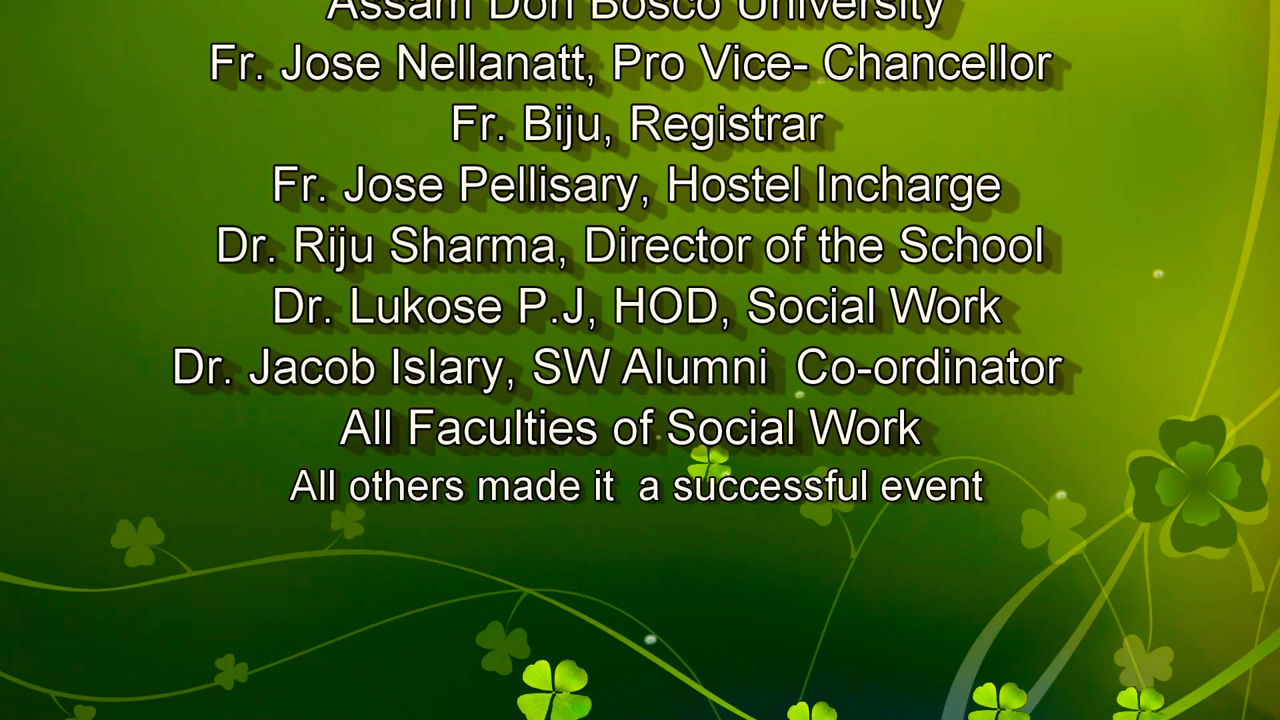 Assam Don Bosco University
Fr. Jose Nellanatt, Pro Vice- Chancellor
Fr. Biju, Registrar
Fr. Jose Pellisary, Hostel Incharge
Dr. Riju Sharma, Director of the School
Dr. Lukose P.J, HOD, Social Work
Dr. Jacob Islary, SW Alumni  Co-ordinator
All Faculties of Social Work
All others made it  a successful event